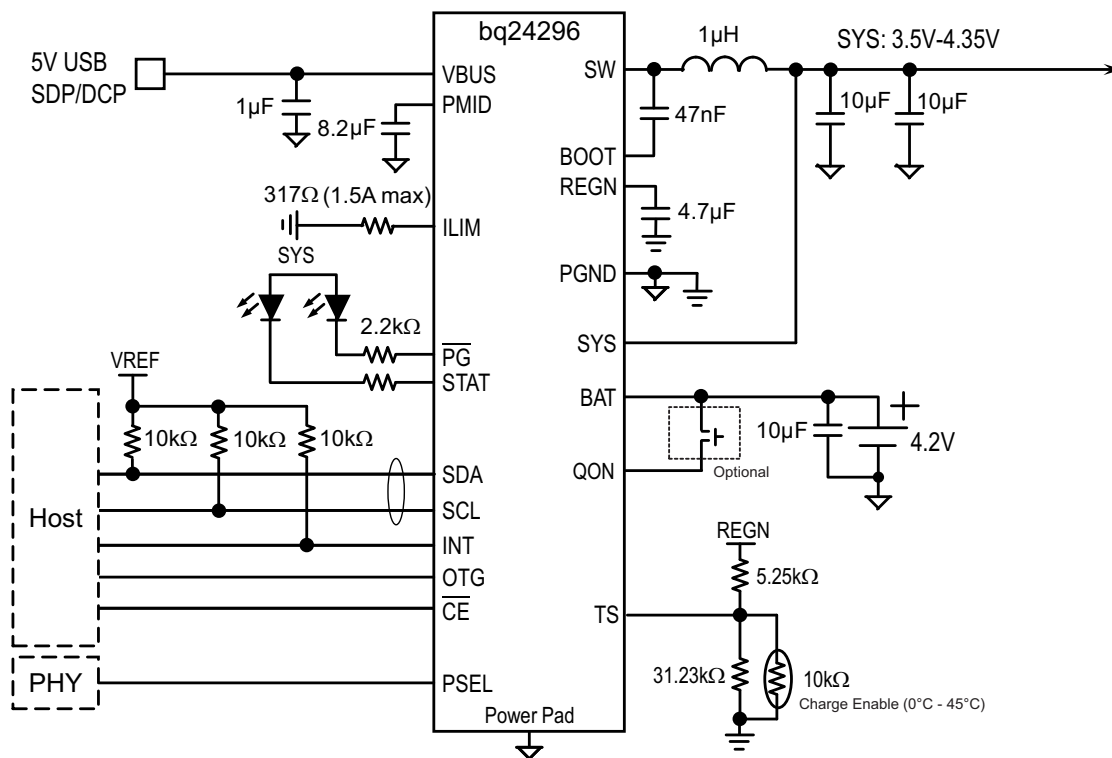 bq24296
5V USB
SDP/DCP
1µF
8.2µF
VBUS
PMID
317Ω (1.5A max)
ILIM
SYS
2.2kΩ
PG
STAT
VREF
10kΩ
10kΩ
10kΩ
Host
SDA
SCL
INT
OTG
CE
PHY
PSEL
Power Pad
SW
1µH
SYS: 3.5V-4.35V
47nF
10µF
10µF
BOOT
REGN
4.7µF
PGND
SYS
BAT
Optional
QON
10µF
4.2V
REGN
5.25kΩ
TS
31.23kΩ
10kΩ
Charge Enable (0°C - 45°C)